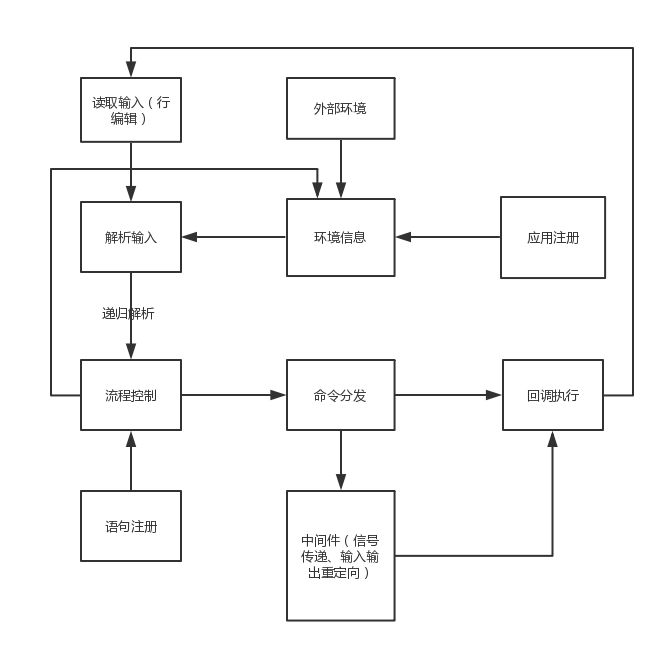 读取输入（行
编辑）
外部环境
解析输入
环境信息
应用注册
递归解析
流程控制
命令分发
回调执行
语句注册
中间件（信号
传递、输入输
出重定向）